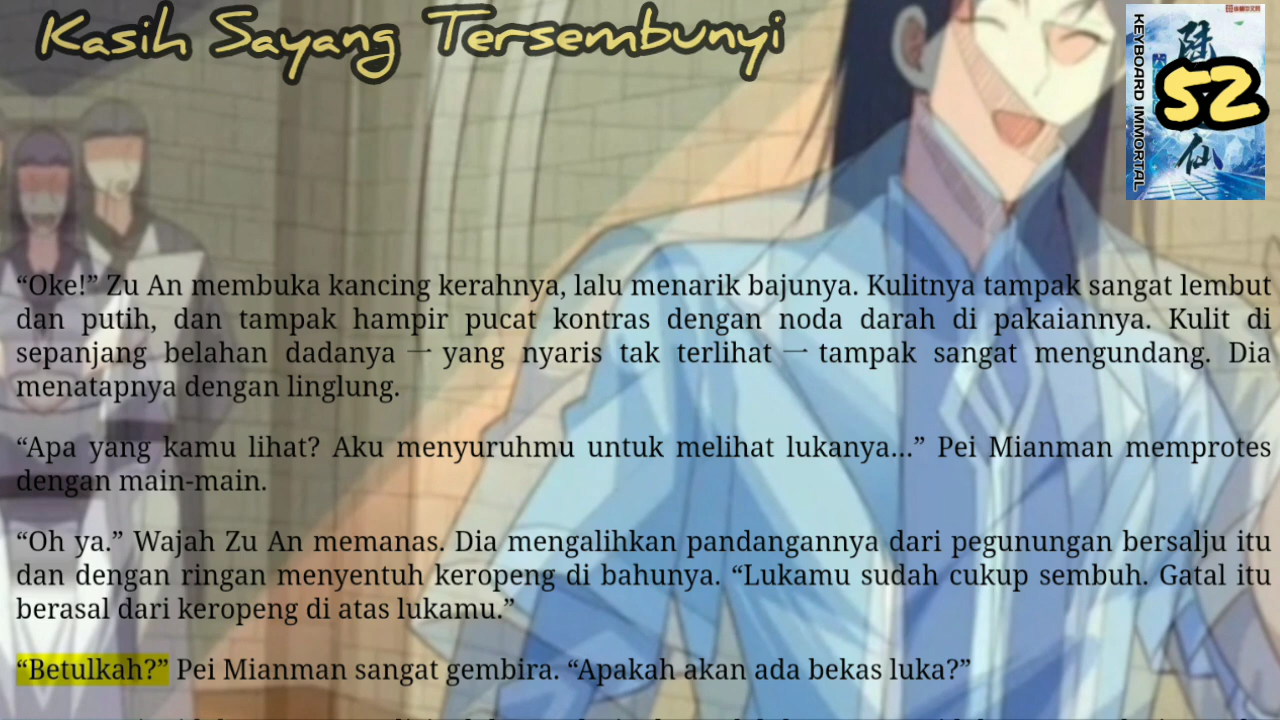 Kasih Sayang Tersembunyi
KEYBOARD IMMORTAL
陆
52
仙
“Oke!” Zu An membuka kancing kerahnya, lalu menarik bajunya. Kulitnya tampak sangat lembut
dan putih, dan tampak hampir pucat kontras dengan noda darah di pakaiannya. Kulit di
sepanjang belahan dadanya 一 yang nyaris tak terlihat 一 tampak sangat mengundang. Dia
menatapnya dengan linglung.
“Apa yang kamu lihat? Aku menyuruhmu untuk melihat lukanya...” Pei Mianman memprotes
dengan main-main.
“Oh ya.” Wajah Zu An memanas. Dia mengalihkan pandangannya dari pegunungan bersalju itu
dan dengan ringan menyentuh keropeng di bahunya. “Lukamu sudah cukup sembuh. Gatal itu
berasal dari keropeng di atas lukamu.”
“Betulkah?” Pei Mianman sangat gembira. “Apakah akan ada bekas luka?”